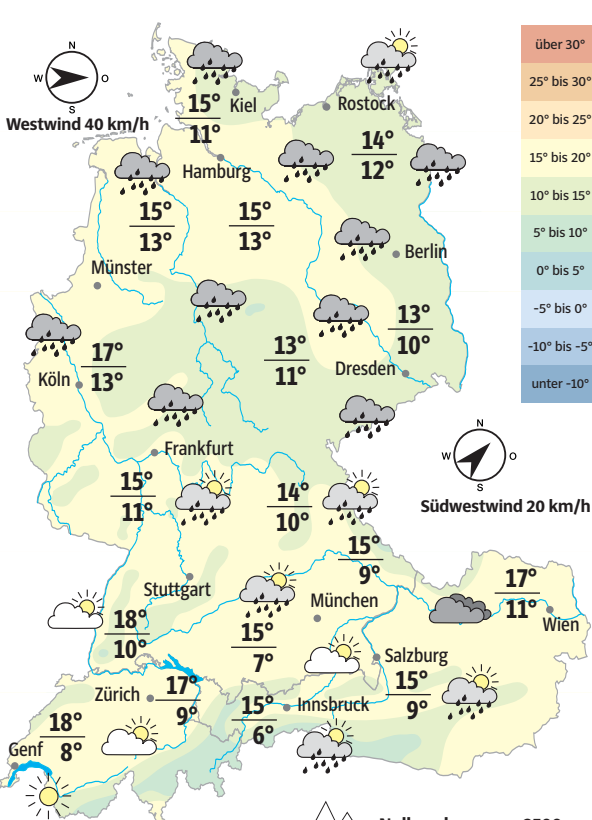 N
W O
S
Westwind 40 km/h
über 30°
25° bis 30°
20° bis 25°
15° bis 20°
10° bis 15°
5° bis 10°
0° bis 5°
-5° bis 0°
-10° bis -5°
unter -10°
15°
11°
Kiel
Rostock
14°
12°
Hamburg
15°
13°
15°
13°
Berlin
Münster
13°
10°
17°
13°
Köln
13°
11°
Dresden
Frankfurt
N
W O
S
Südwestwind 20 km/h
15°
11°
14°
10°
15°
9°
Stuttgart
18°
10°
München
17°
11°
Wien
15°
7°
Salzburg
15°
9°
Zürich
17°
9°
15°
6°
Innsbruck
18°
8°
Genf